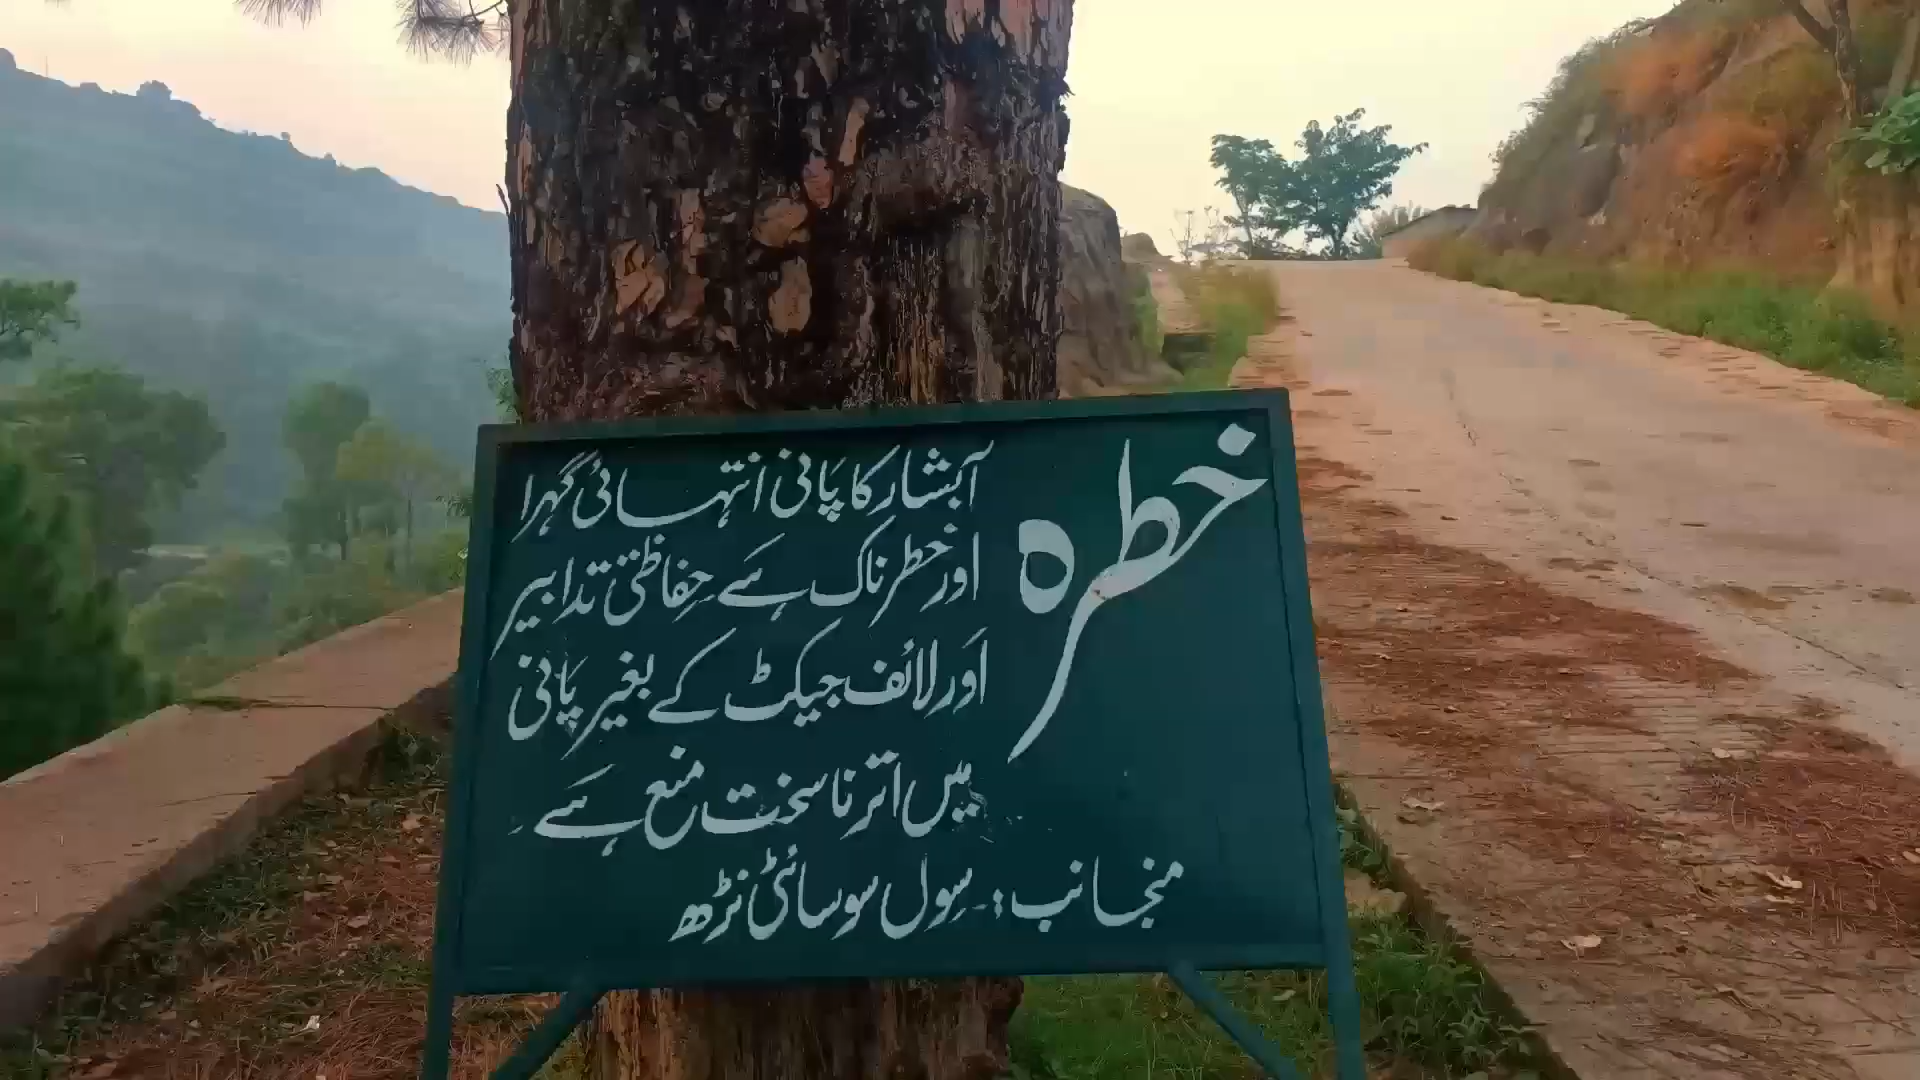 خطرہ
آبشار کا پانی انتہائی گہرا
اور خطرناک ہے حفاظتی تدابیر
اور لائف جیکٹ کے بغیر پانی
میں اترنا سخت منع ہے۔
منجانب:۔ سول سوسائٹی نڑھ